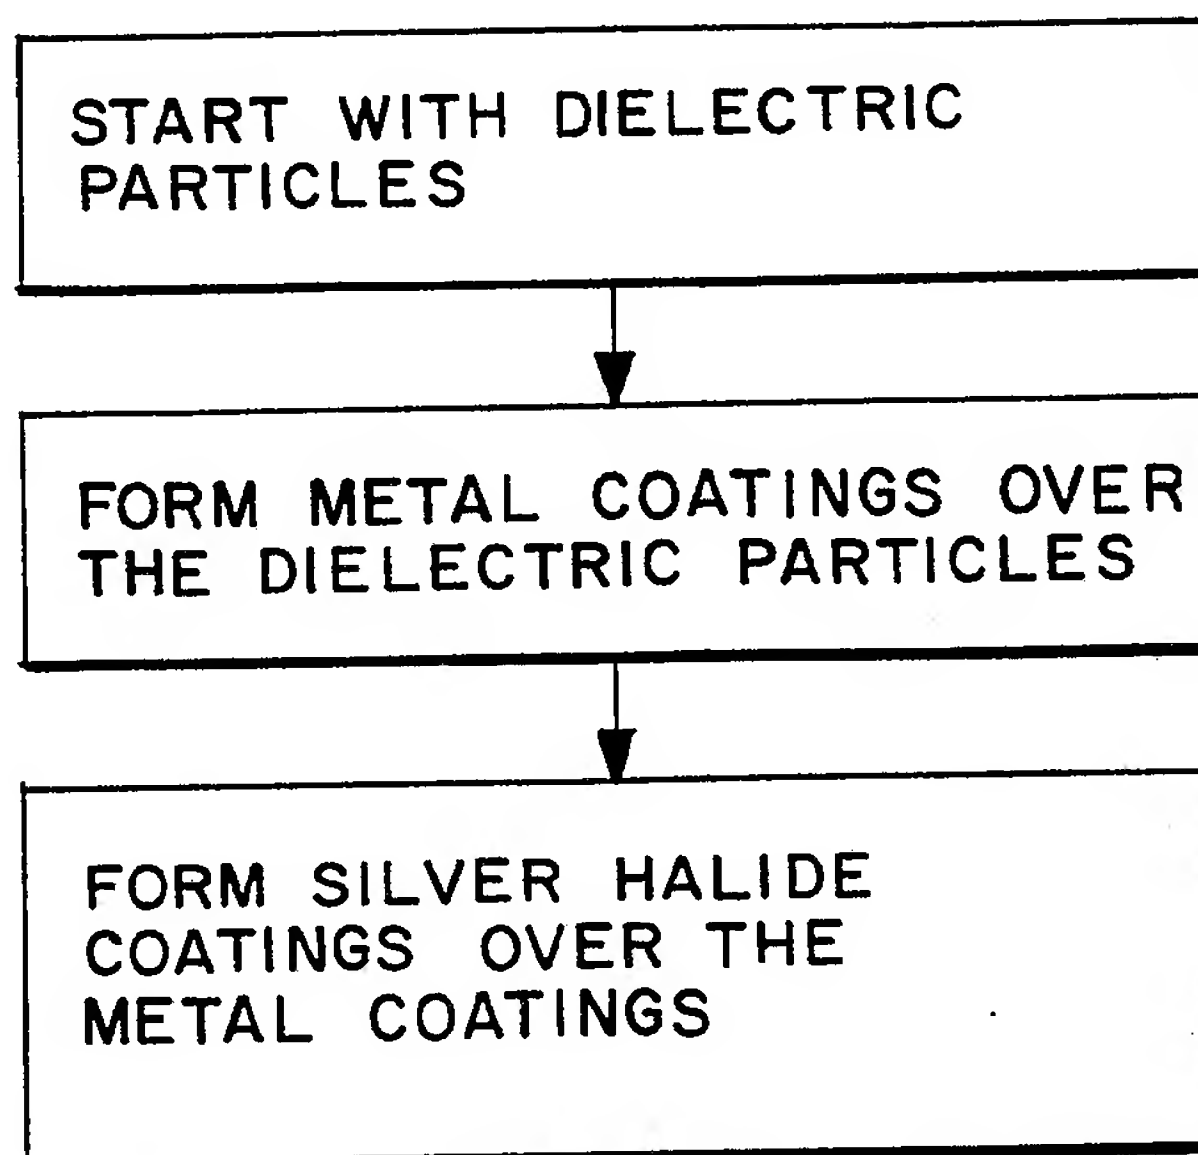 START WITH DIELECTRIC
PARTICLES
FORM METAL COATINGS OVER
THE DIELECTRIC PARTICLES
FORM SILVER HALIDE
COATINGS OVER THE
METAL COATINGS